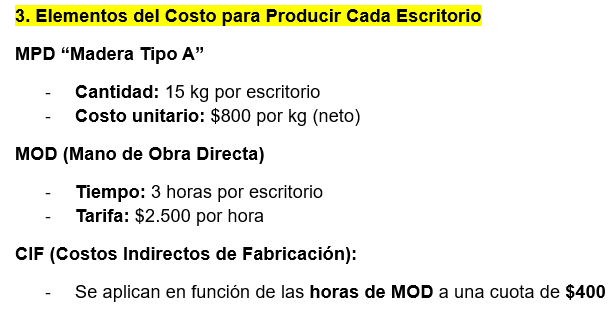 3. Elementos del Costo para Producir Cada Escritorio
MPD “Madera Tipo A”
- Cantidad: 15 kg por escritorio
- Costo unitario: $800 por kg (neto)
MOD (Mano de Obra Directa)
- Tiempo: 3 horas por escritorio
- Tarifa: $2.500 por hora
CIF (Costos Indirectos de Fabricación):
- Se aplican en función de las horas de MOD a una cuota de $400